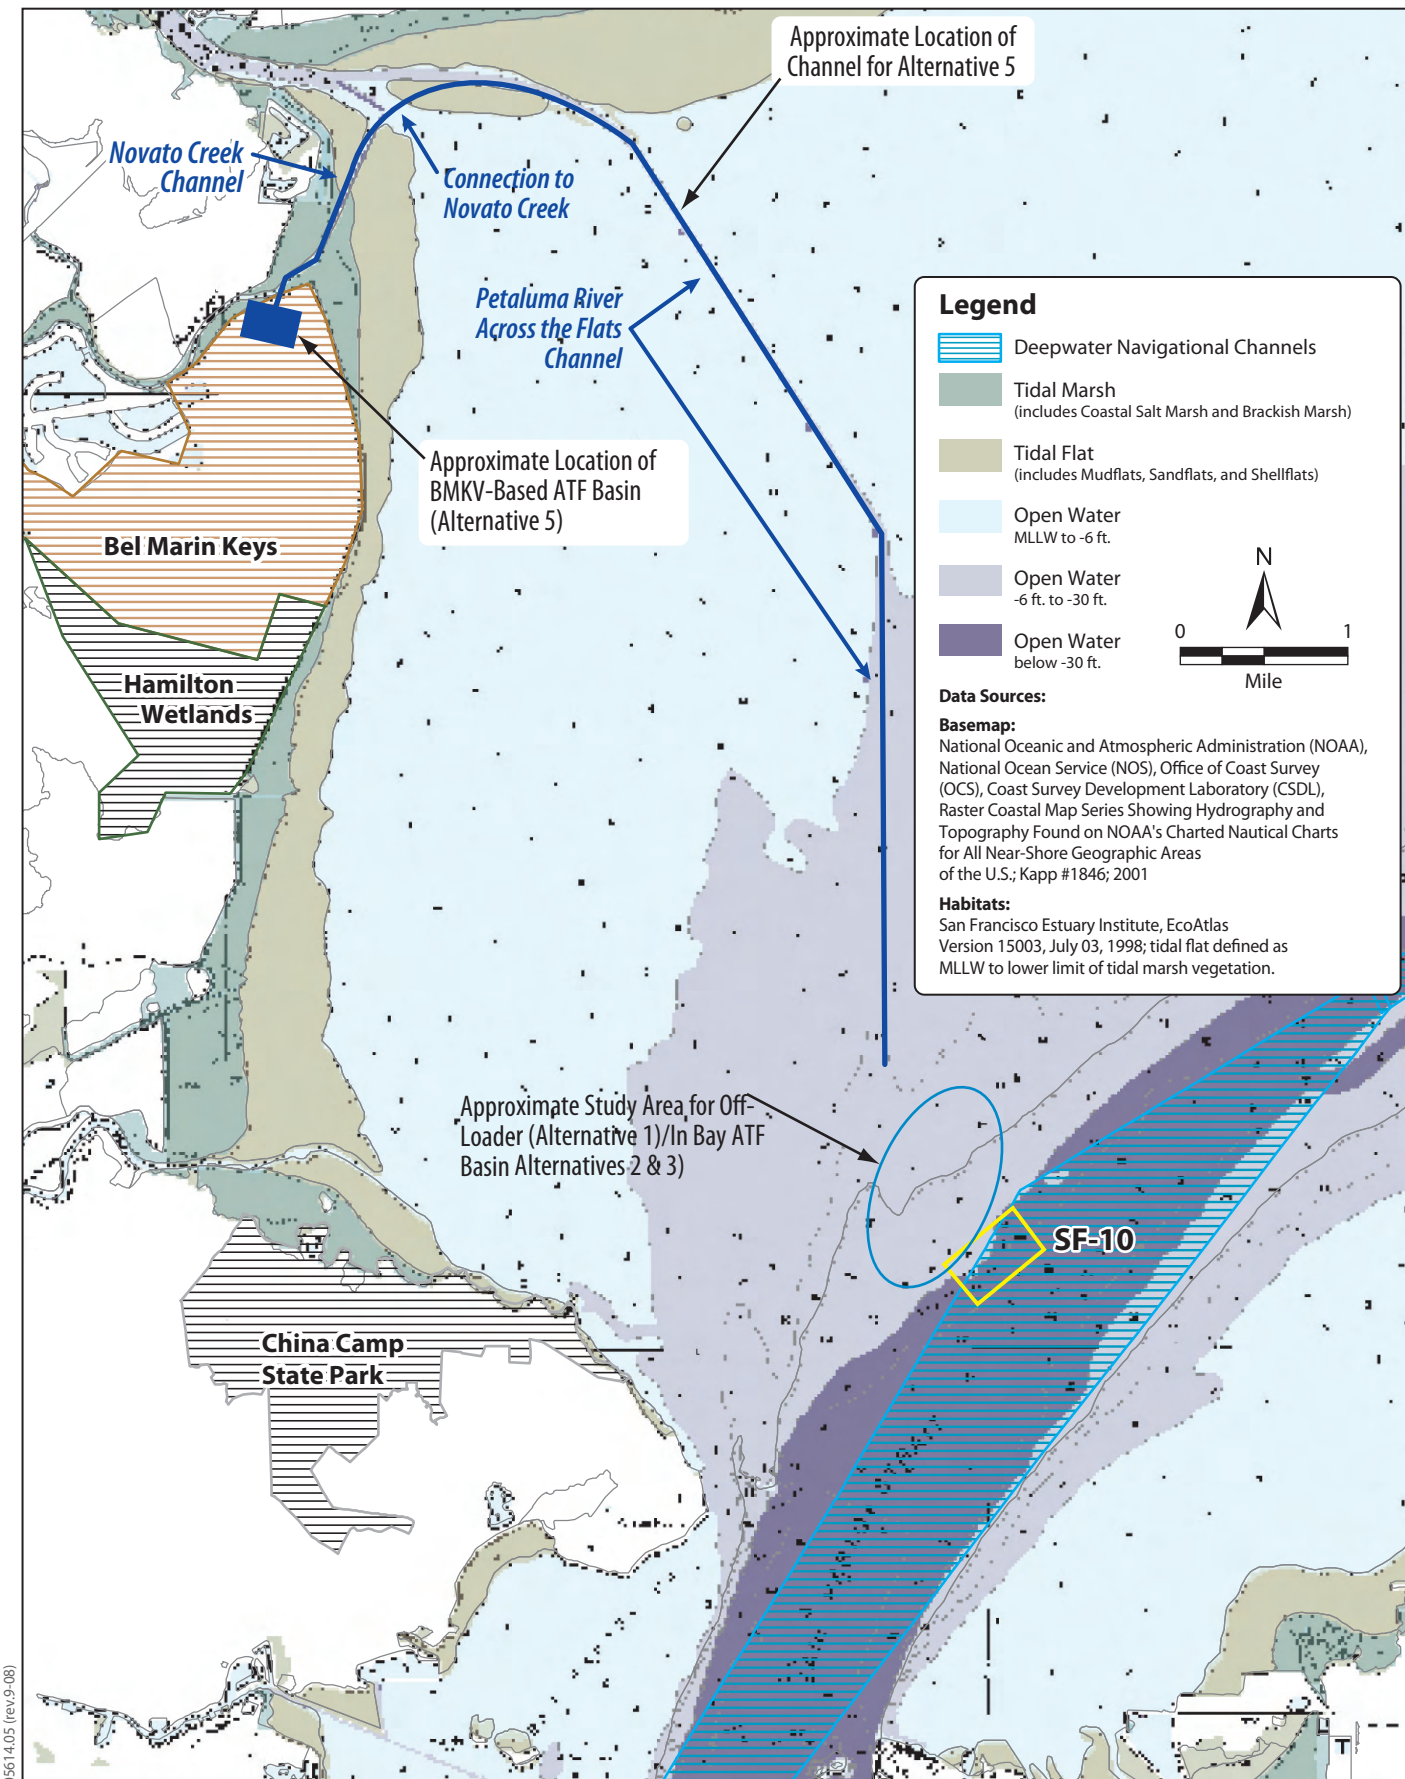 Approximate Location of
Channel for Alternative 5
Novato Creek
Channel
Connection to
Novato Creek
Petaluma River
Across the Flats
Channel
Approximate Location of
BMKV-Based ATF Basin
(Alternative 5)
Bel Marin Keys
Hamilton
Wetlands
Legend
Deepwater Navigational Channels
Tidal Marsh
(includes Coastal Salt Marsh and Brackish Marsh)
Tidal Flat
(includes Mudflats, Sandflats, and Shellflats)
Open Water
MLLW to -6 ft.
Open Water
-6 ft. to -30 ft.
Open Water
below -30 ft.
N
0 1
Mile
Data Sources:
Basemap:
National Oceanic and Atmospheric Administration (NOAA),
National Ocean Service (NOS), Office of Coast Survey
(OCS), Coast Survey Development Laboratory (CSDL),
Raster Coastal Map Series Showing Hydrography and
Topography Found on NOAA's Charted Nautical Charts
for All Near-Shore Geographic Areas
of the U.S.; Kapp #1846; 2001
Habitats:
San Francisco Estuary Institute, EcoAtlas
Version 15003, July 03, 1998; tidal flat defined as
MLLW to lower limit of tidal marsh vegetation.
Approximate Study Area for Off-
Loader (Alternative 1)/In Bay ATF
Basin Alternatives 2 & 3)
SF-10
China Camp
State Park
05614.05 (rev.9-08)